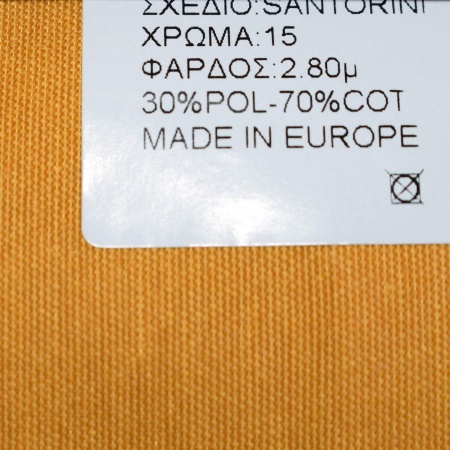 ΣΧΕΔΙΟ:SANTORINI
ΧΡΩΜΑ:15
ΦΑΡΔΟΣ:2.80μ
30%POL-70%COT
MADE IN EUROPE